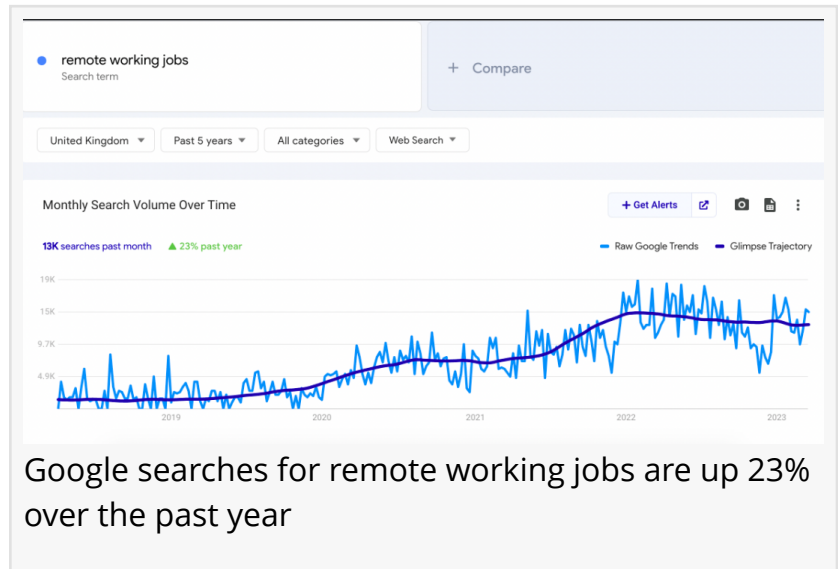 remote working jobs
Search term
+ Compare
United Kingdom
Past 5 years
All categories
Web Search
Monthly Search Volume Over Time
+ Get Alerts
13K searches past month
23% past year
Raw Google Trends
Glimpse Trajectory
19K
15K
9.7K
4.9K
2019
2020
2021
2022
2023
Google searches for remote working jobs are up 23%
over the past year